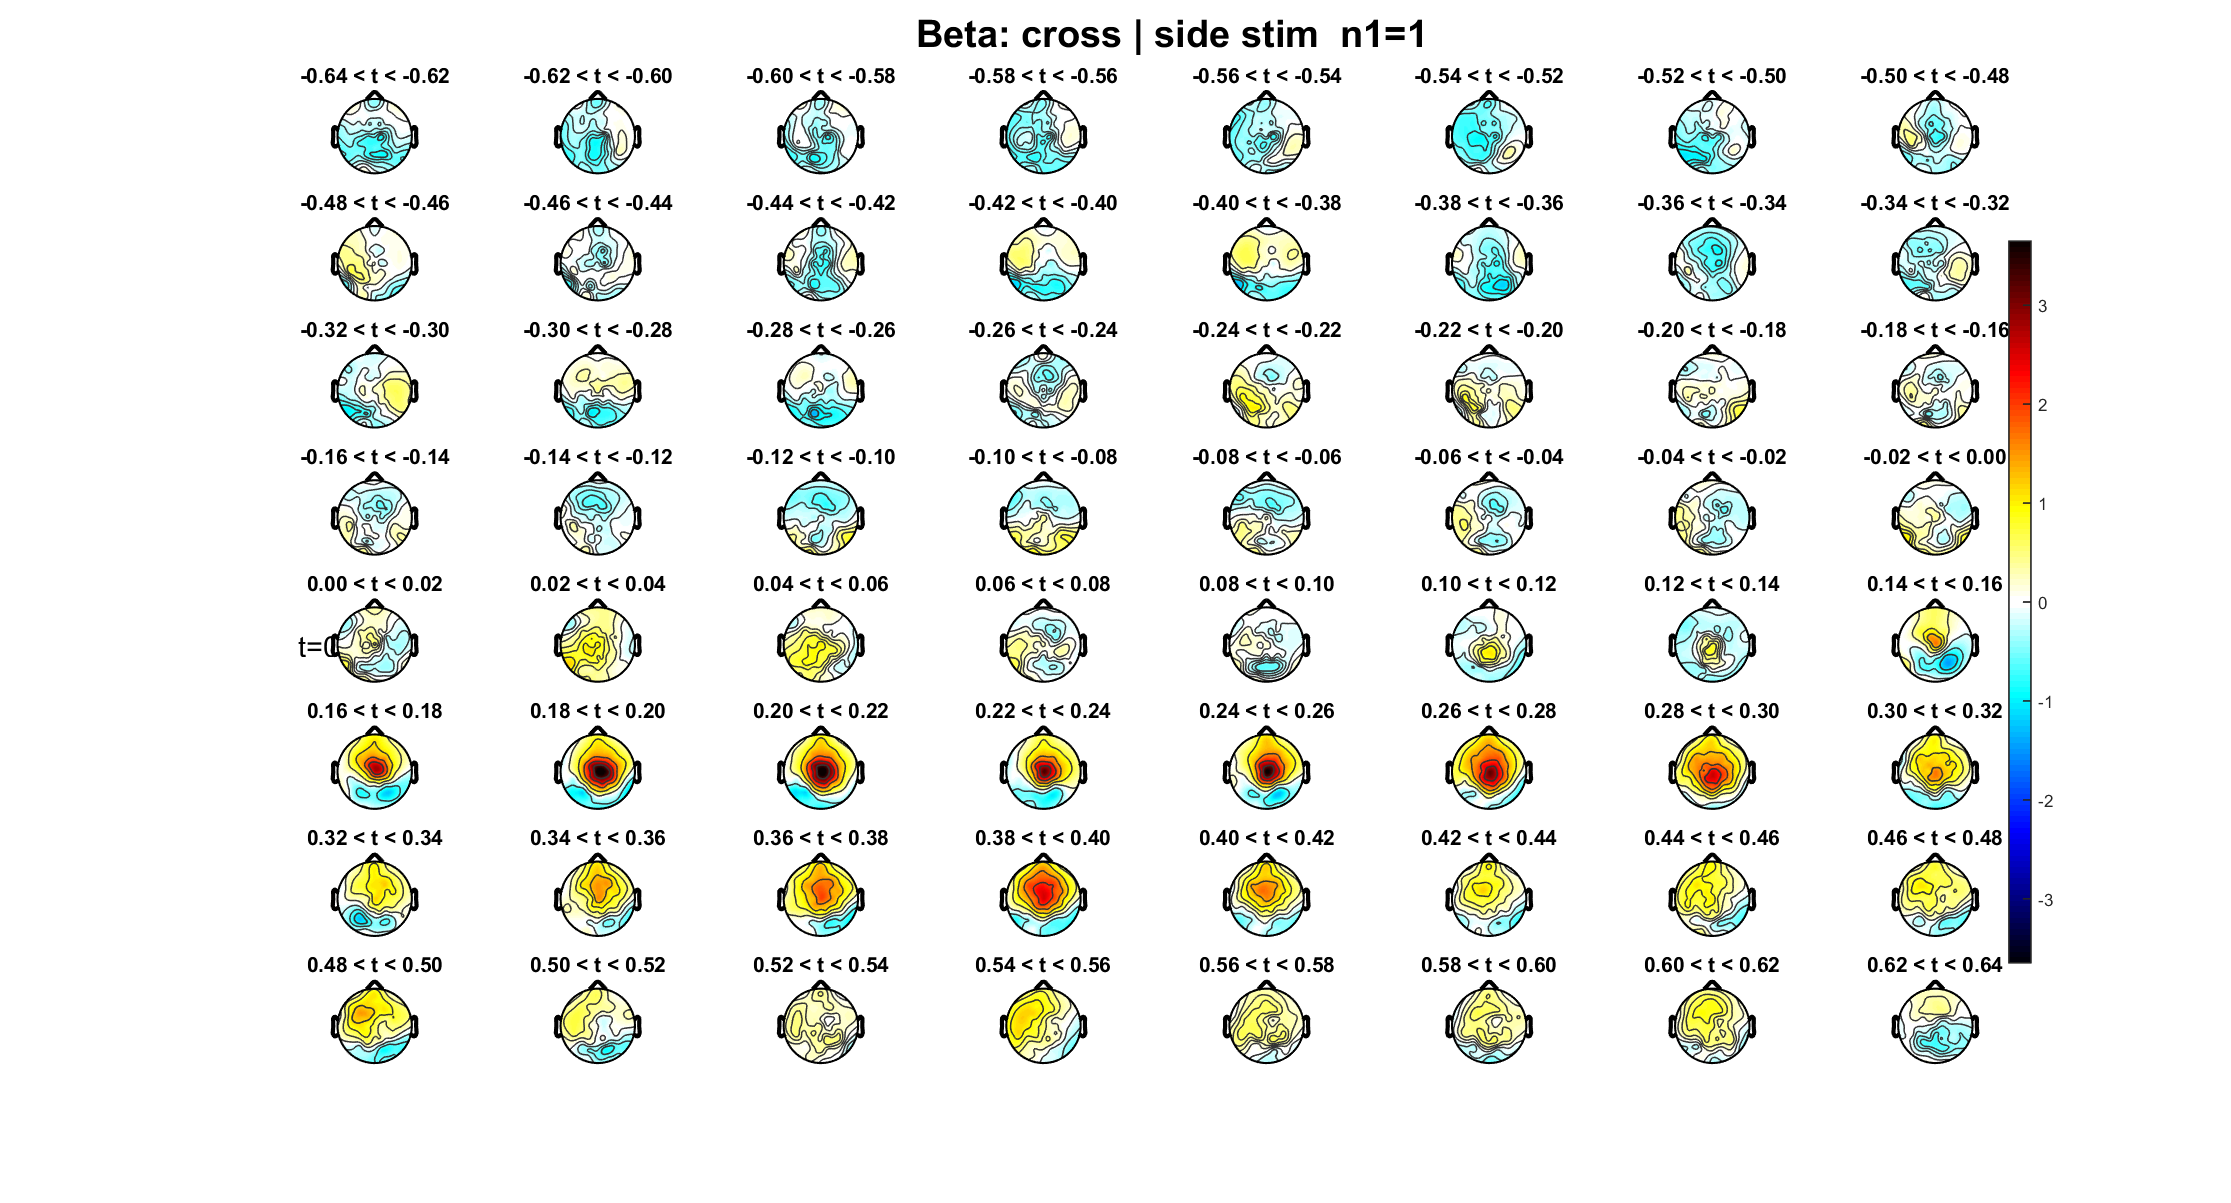 Beta: cross | side stim  n1=1
-0.64 < t < -0.62 -0.62 < t < -0.60 -0.60 < t < -0.58 -0.58 < t < -0.56 -0.56 < t < -0.54 -0.54 < t < -0.52 -0.52 < t < -0.50 -0.50 < t < -0.48
-0.48 < t < -0.46 -0.46 < t < -0.44 -0.44 < t < -0.42 -0.42 < t < -0.40 -0.40 < t < -0.38 -0.38 < t < -0.36 -0.36 < t < -0.34 -0.34 < t < -0.32
-0.32 < t < -0.30 -0.30 < t < -0.28 -0.28 < t < -0.26 -0.26 < t < -0.24 -0.24 < t < -0.22 -0.22 < t < -0.20 -0.20 < t < -0.18 -0.18 < t < -0.16
-0.16 < t < -0.14 -0.14 < t < -0.12 -0.12 < t < -0.10 -0.10 < t < -0.08 -0.08 < t < -0.06 -0.06 < t < -0.04 -0.04 < t < -0.02 -0.02 < t < 0.00
0.00 < t < 0.02 0.02 < t < 0.04 0.04 < t < 0.06 0.06 < t < 0.08 0.08 < t < 0.10 0.10 < t < 0.12 0.12 < t < 0.14 0.14 < t < 0.16
t=0
0.16 < t < 0.18 0.18 < t < 0.20 0.20 < t < 0.22 0.22 < t < 0.24 0.24 < t < 0.26 0.26 < t < 0.28 0.28 < t < 0.30 0.30 < t < 0.32
0.32 < t < 0.34 0.34 < t < 0.36 0.36 < t < 0.38 0.38 < t < 0.40 0.40 < t < 0.42 0.42 < t < 0.44 0.44 < t < 0.46 0.46 < t < 0.48
0.48 < t < 0.50 0.50 < t < 0.52 0.52 < t < 0.54 0.54 < t < 0.56 0.56 < t < 0.58 0.58 < t < 0.60 0.60 < t < 0.62 0.62 < t < 0.64
3
2
1
0
-1
-2
-3